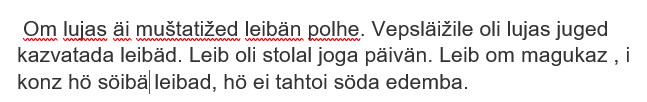 Om lujas äi muštatižed leibän polhe. Vepsläižile oli lujas juged
kazvatada leibäd. Leib oli stolal joga päivän. Leib om magukaz , i
konz hö söibä leibad, hö ei tahtoi söda edemba.